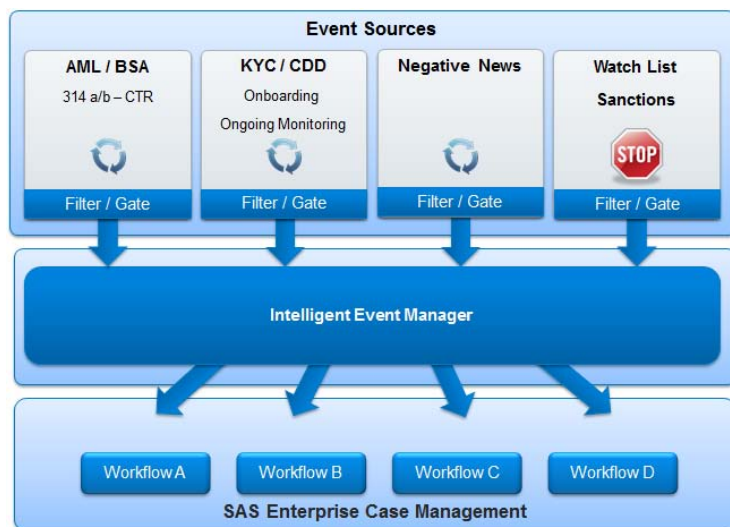 Event Sources
AML / BSA
314 a/b – CTR
KYC / CDD
Onboarding
Ongoing Monitoring
Negative News
Watch List
Sanctions
STOP
Filter / Gate
Filter / Gate
Filter / Gate
Filter / Gate
Intelligent Event Manager
Workflow A
Workflow B
Workflow C
Workflow D
SAS Enterprise Case Management